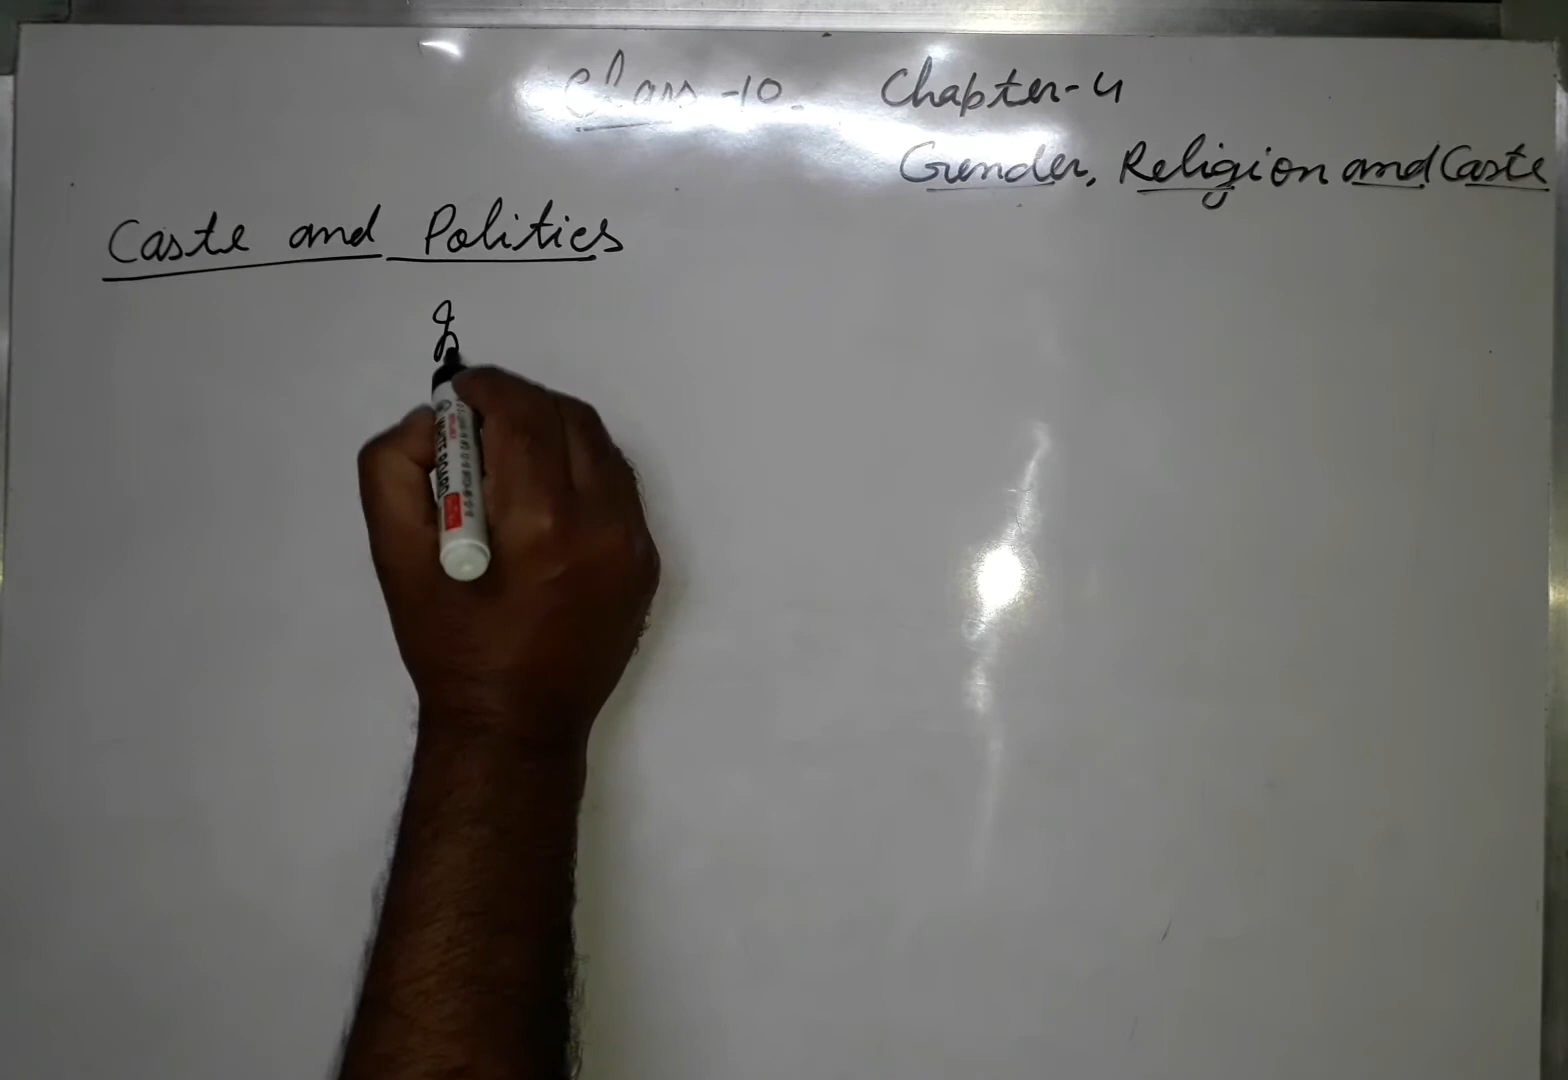 Class -10. Chapter-4
Gender, Religion and Caste
Caste and Politics